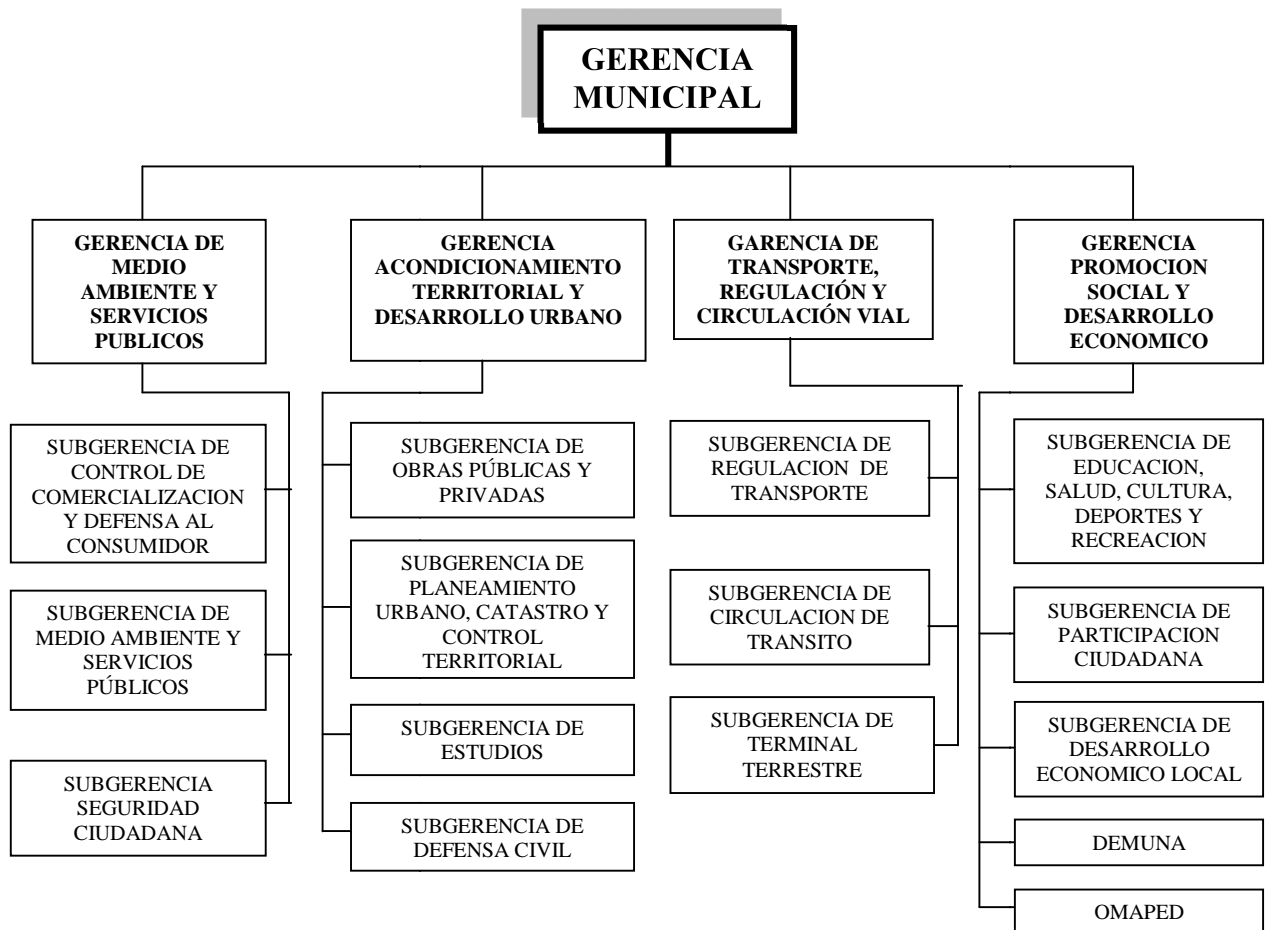 GERENCIA
MUNICIPAL
GERENCIA DE
MEDIO
AMBIENTE Y
SERVICIOS
PUBLICOS
GERENCIA
ACONDICIONAMIENTO
TERRITORIAL Y
DESARROLLO URBANO
GARENCIA DE
TRANSPORTE,
REGULACIÓN Y
CIRCULACIÓN VIAL
GERENCIA
PROMOCION
SOCIAL Y
DESARROLLO
ECONOMICO
SUBGERENCIA DE
CONTROL DE
COMERCIALIZACION
Y DEFENSA AL
CONSUMIDOR
SUBGERENCIA DE
MEDIO AMBIENTE Y
SERVICIOS
PÚBLICOS
SUBGERENCIA
SEGURIDAD
CIUDADANA
SUBGERENCIA DE
OBRAS PÚBLICAS Y
PRIVADAS
SUBGERENCIA DE
PLANEAMIENTO
URBANO, CATASTRO Y
CONTROL
TERRITORIAL
SUBGERENCIA DE
ESTUDIOS
SUBGERENCIA DE
DEFENSA CIVIL
SUBGERENCIA DE
REGULACION DE
TRANSPORTE
SUBGERENCIA DE
CIRCULACION DE
TRANSITO
SUBGERENCIA DE
TERMINAL
TERRESTRE
SUBGERENCIA DE
EDUCACION,
SALUD, CULTURA,
DEPORTES Y
RECREACION
SUBGERENCIA DE
PARTICIPACION
CIUDADANA
SUBGERENCIA DE
DESARROLLO
ECONOMICO LOCAL
DEMUNA
OMAPED